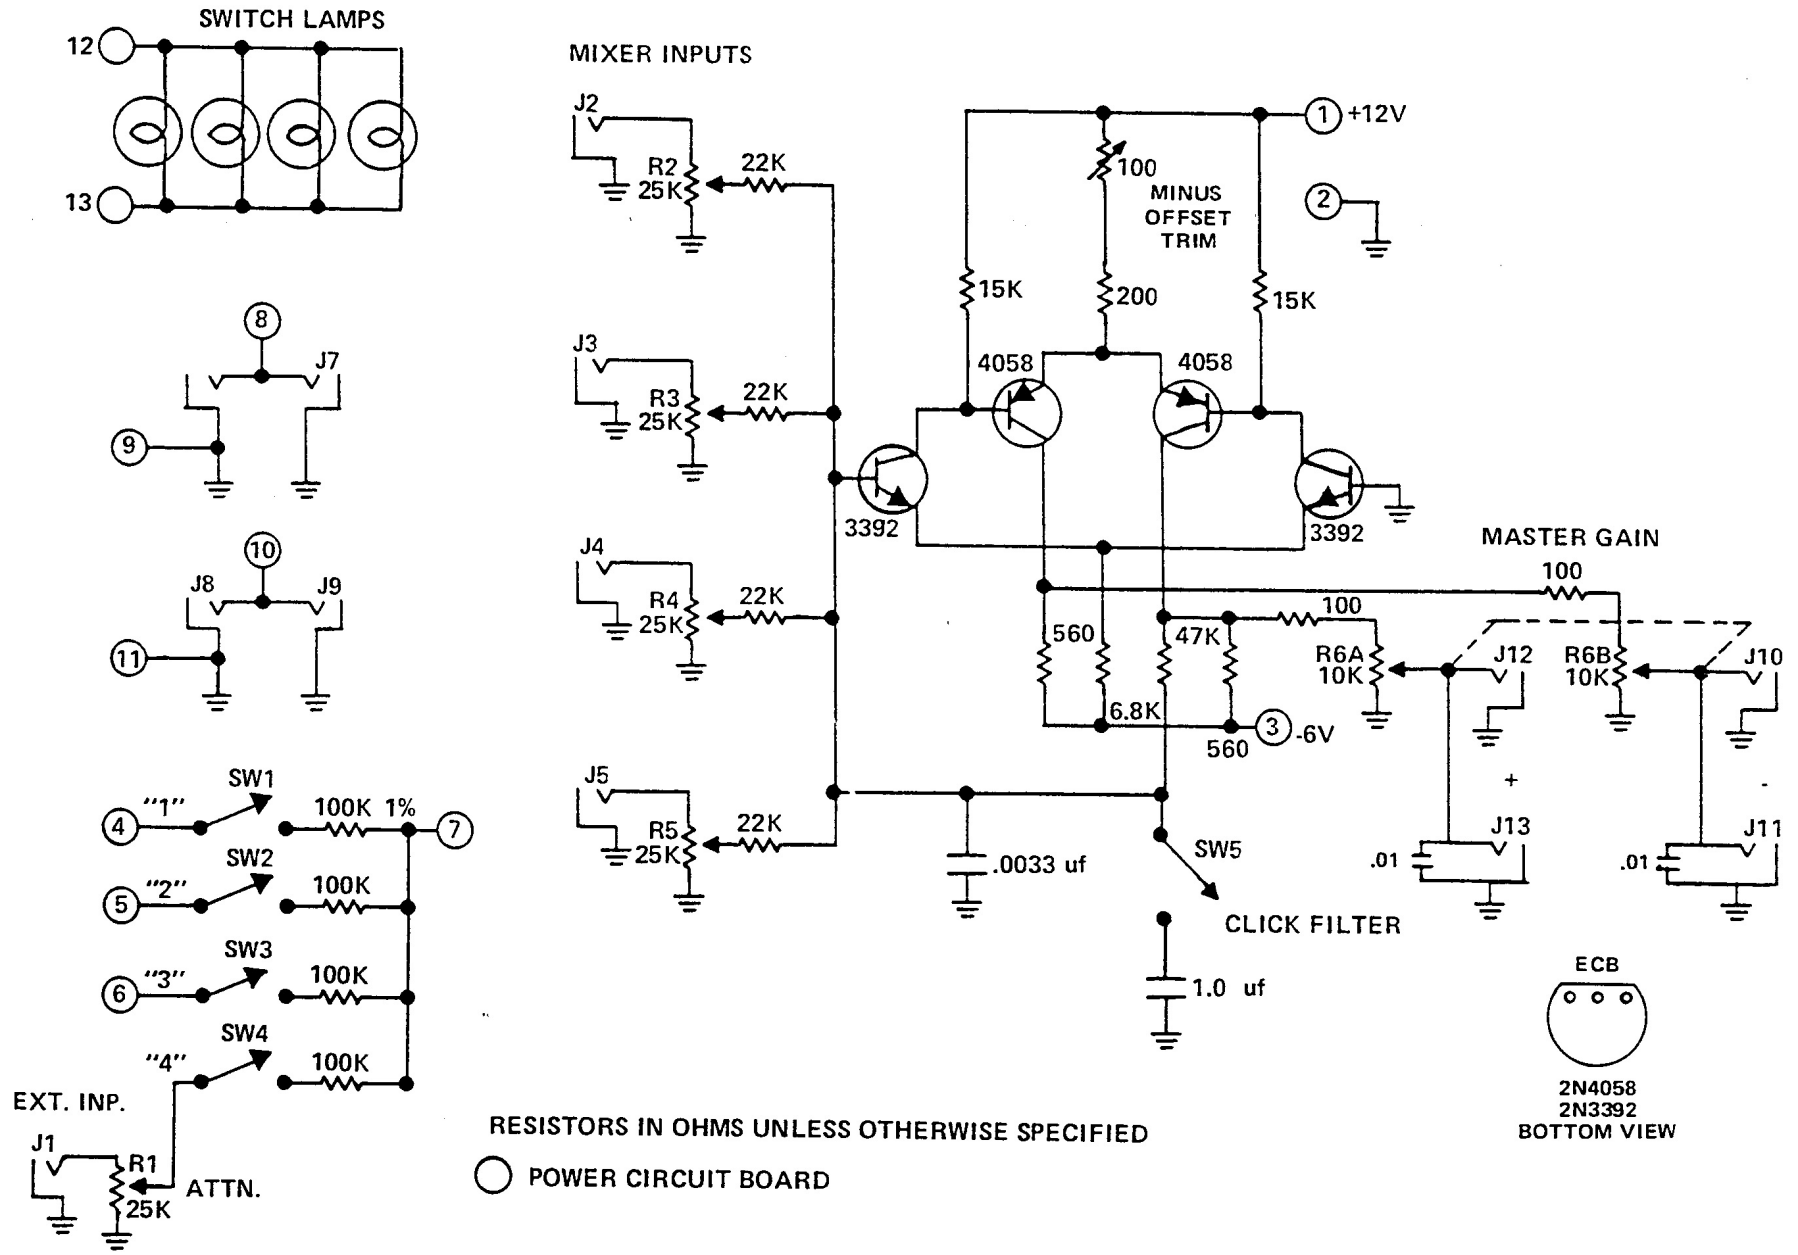 SWITCH LAMPS
12
13
8
J7
9
10
J8
J9
11
SW1
4
"1"
100K 1%
7
SW2
5
"2"
100K
SW3
6
"3"
100K
SW4
"4"
100K
EXT. INP.
J1
R1
25K
ATTN.
MIXER INPUTS
J2
R2
25K
22K
J3
R3
25K
22K
J4
R4
25K
22K
J5
R5
25K
22K
1
+12V
100
MINUS
OFFSET
TRIM
2
15K
200
15K
4058
4058
3392
3392
MASTER GAIN
100
100
560
47K
6.8K
560
3
-6V
R6A
10K
J12
R6B
10K
J10
+
-
J13
.01
J11
.01
.0033 uf
SW5
CLICK FILTER
1.0 uf
ECB
2N4058
2N3392
BOTTOM VIEW
RESISTORS IN OHMS UNLESS OTHERWISE SPECIFIED
POWER CIRCUIT BOARD